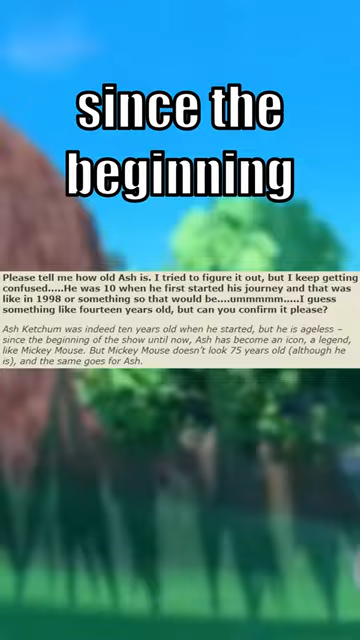 since the
beginning
Please tell me how old Ash is. I tried to figure it out, but I keep getting
confused.....He was 10 when he first started his journey and that was
like in 1998 or something so that would be....ummmmm.....I guess
something like fourteen years old, but can you confirm it please?
Ash Ketchum was indeed ten years old when he started, but he is ageless –
since the beginning of the show until now, Ash has become an icon, a legend,
like Mickey Mouse. But Mickey Mouse doesn't look 75 years old (although he
is), and the same goes for Ash.